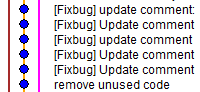 [Fixbug] update comment:
[Fixbug] Update Comment
[Fixbug] update comment
[Fixbug] Update Comment
[Fixbug] Update Comment
remove unused code